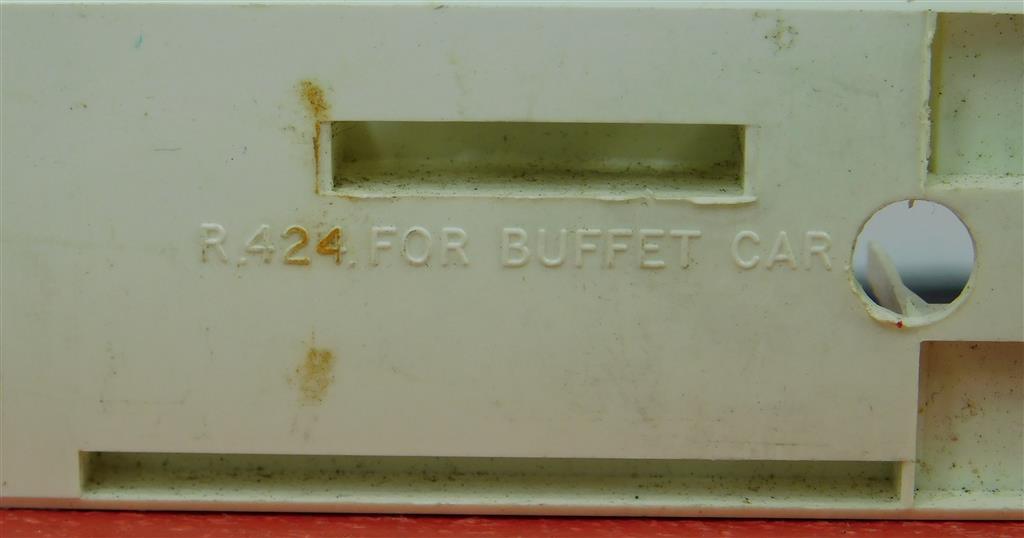 R.424. FOR BUFFET CAR.